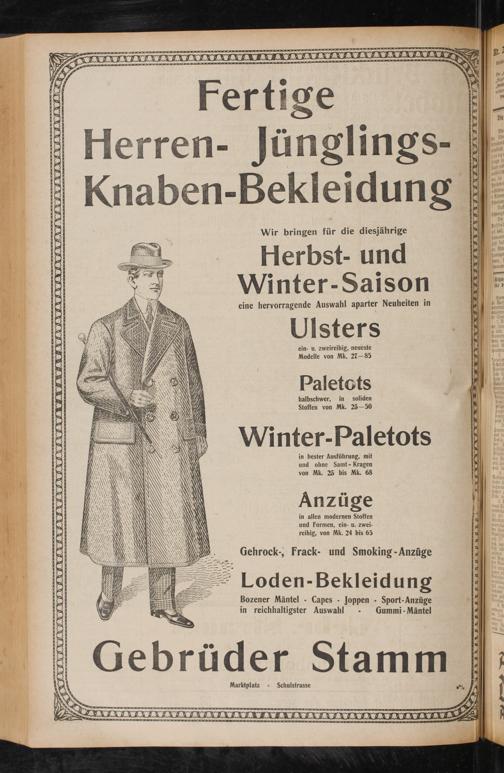 Fertige
Herren- Jünglings-
Knaben-Bekleidung
Wir bringen für die diesjährige
Herbst- und
Winter-Saison
eine hervorragende Auswahl aparter Neuheiten in
Ulsters
ein- u. zweireihig, neueste
Modelle von Mk. 27—85
Paletots
halbschwer, in soliden
Stoffen von Mk. 25—50
Winter-Paletots
in bester Ausführung, mit
und ohne Samt-Kragen
von Mk. 25 bis Mk. 68
Anzüge
in allen modernen Stoffen
und Formen, ein- u. zwei-
reihig, von Mk. 24 bis 65
Gehrock-, Frack- und Smoking-Anzüge
Loden-Bekleidung
Bozener Mäntel - Capes - Joppen - Sport-Anzüge
in reichhaltigster Auswahl - Gummi-Mäntel
Gebrüder Stamm
Marktplatz - Schulstrasse